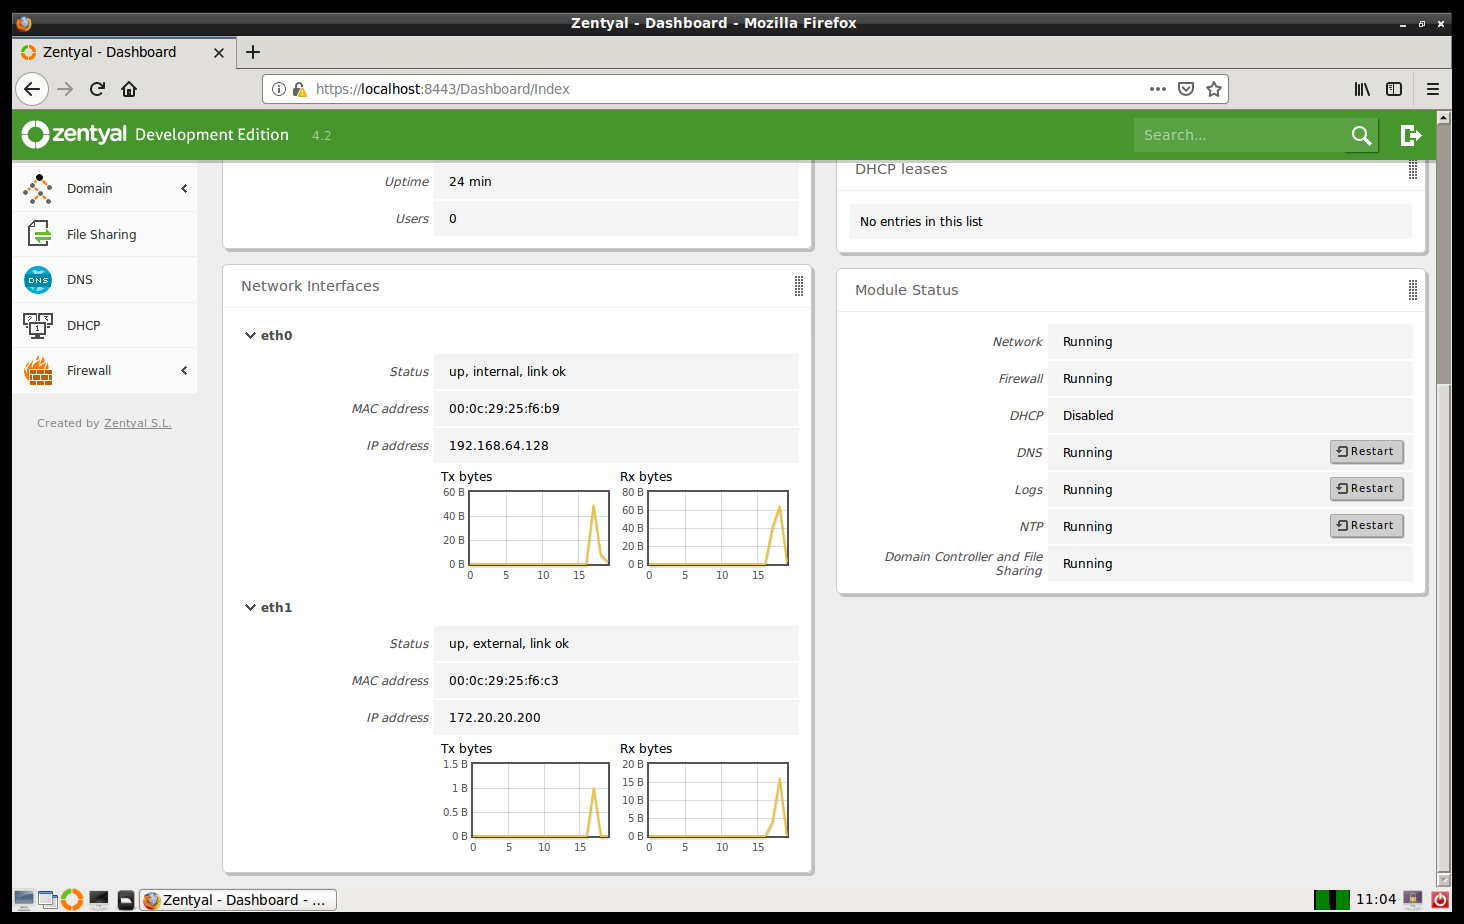 Zentyal - Dashboard - Mozilla Firefox
Zentyal - Dashboard
https://localhost:8443/Dashboard/Index
zentyal Development Edition 4.2
Search...
Domain
File Sharing
DNS
DNS
DHCP
Firewall
Created by Zentyal S.L.
Uptime 24 min
Users 0
Network Interfaces
eth0
Status up, internal, link ok
MAC address 00:0c:29:25:f6:b9
IP address 192.168.64.128
Tx bytes
60 B
40 B
20 B
0 B
0 5 10 15
Rx bytes
80 B
60 B
40 B
20 B
0 B
0 5 10 15
eth1
Status up, external, link ok
MAC address 00:0c:29:25:f6:c3
IP address 172.20.20.200
Tx bytes
1.5 B
1 B
0.5 B
0 B
0 5 10 15
Rx bytes
20 B
15 B
10 B
5 B
0 B
0 5 10 15
DHCP leases
No entries in this list
Module Status
Network Running
Firewall Running
DHCP Disabled
DNS Running Restart
Logs Running Restart
NTP Running Restart
Domain Controller and File
Sharing Running
Zentyal - Dashboard - ...
11:04